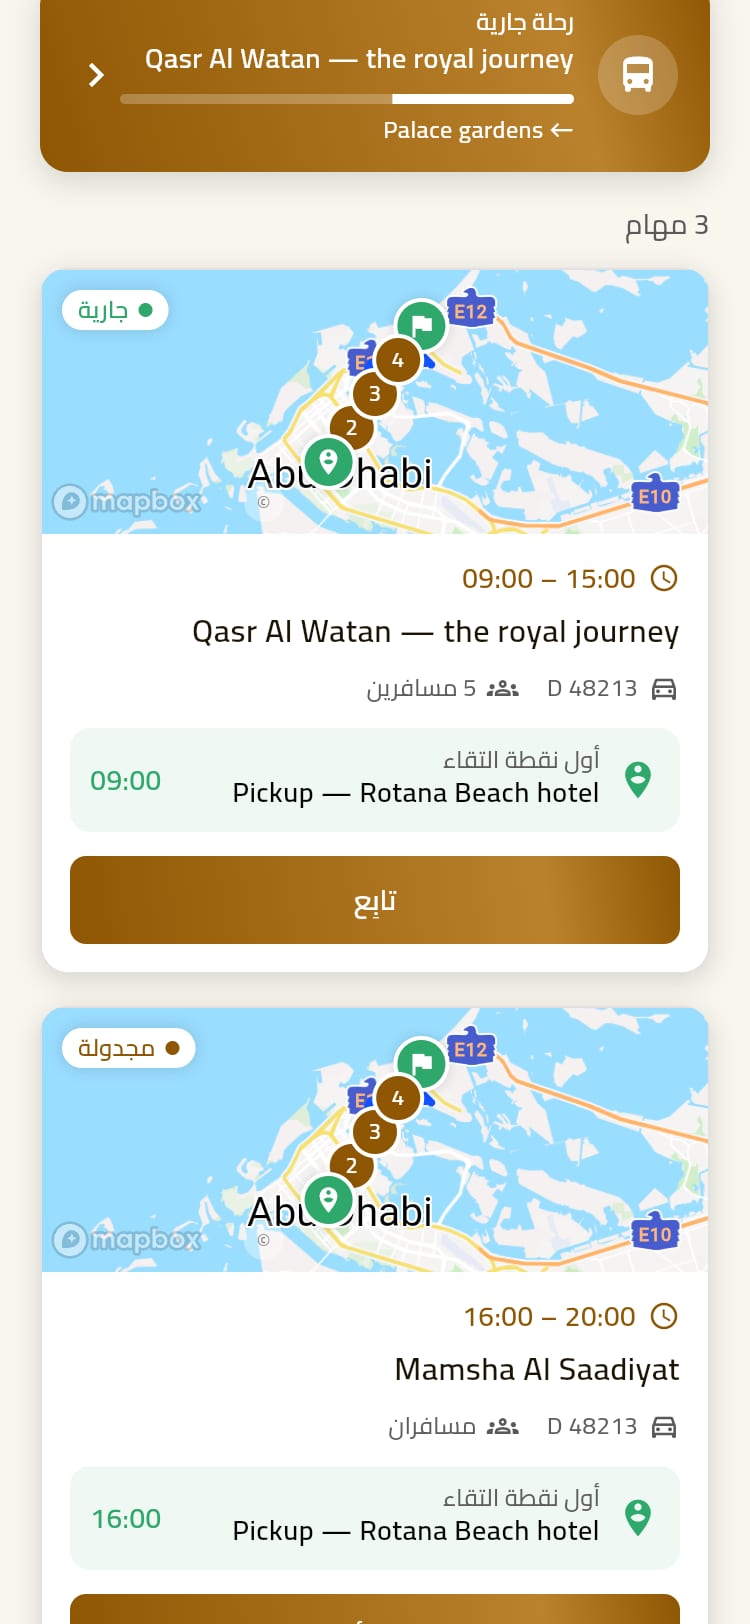 رحلة جارية
Qasr Al Watan — the royal journey
Palace gardens ←
3 مهام
جارية
E12
4
3
2
Abu Dhabi
E10
mapbox
©
09:00 – 15:00
Qasr Al Watan — the royal journey
D 48213
5 مسافرين
أول نقطة التقاء
Pickup — Rotana Beach hotel
09:00
تابِع
مجدولة
E12
4
3
2
Abu Dhabi
E10
mapbox
©
16:00 – 20:00
Mamsha Al Saadiyat
D 48213
مسافران
أول نقطة التقاء
Pickup — Rotana Beach hotel
16:00